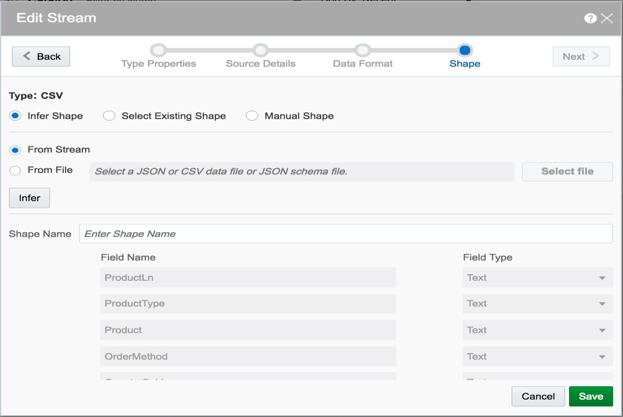 Edit Stream
Back
Next
Type Properties
Source Details
Data Format
Shape
Type: CSV
Infer Shape
Select Existing Shape
Manual Shape
From Stream
From File
Select a JSON or CSV data file or JSON schema file.
Select file
Infer
Shape Name
Enter Shape Name
Field Name
Field Type
ProductLn
Text
ProductType
Text
Product
Text
OrderMethod
Text
Cancel
Save